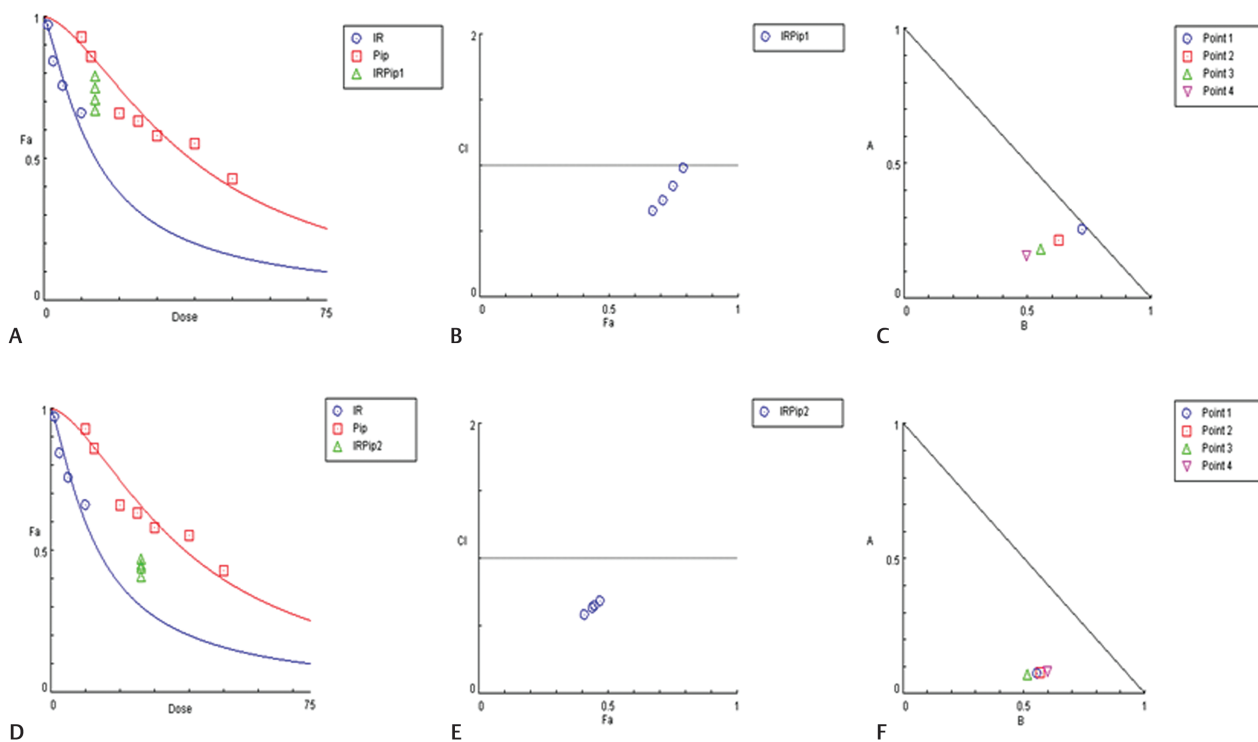 1
Fa
0.5
0
Dose
75
IR
Pip
IRPip1
A
2
CI
0
0
0.5
1
Fa
IRPip1
B
1
A
0.5
0
0
0.5
1
B
Point 1
Point 2
Point 3
Point 4
C
1
Fa
0.5
0
0
Dose
75
IR
Pip
IRPip2
D
2
CI
0
0
0.5
1
Fa
IRPip2
E
1
A
0.5
0
0
0.5
1
B
Point 1
Point 2
Point 3
Point 4
F